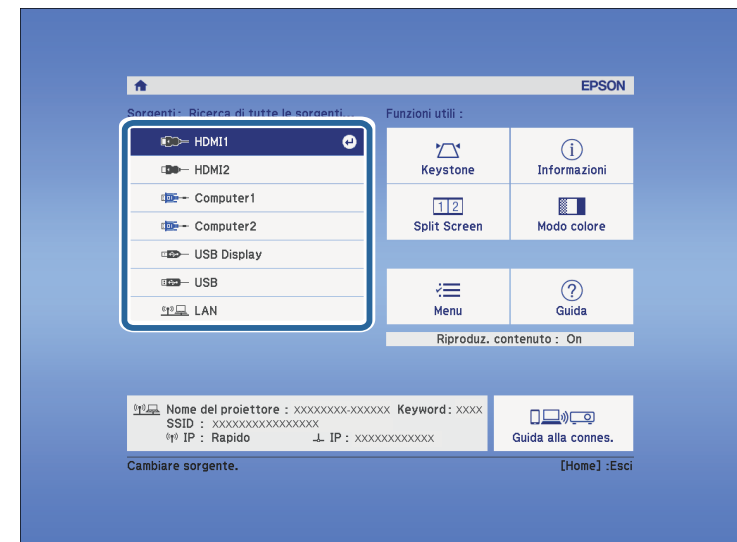 EPSON
Sorgenti : Ricerca di tutte le sorgenti...
HDMI1
HDMI2
Computer1
Computer2
USB Display
USB
LAN
Funzioni utili :
Keystone
Informazioni
1 2
Split Screen
Modo colore
Menu
Guida
Riproduz. contenuto : On
Nome del proiettore : XXXXXXXX-XXXXXX Keyword : XXXX
SSID : XXXXXXXXXXXXXXXX
IP : Rapido IP : XXXXXXXXXXXX
Guida alla connes.
Cambiare sorgente.
[Home] :Esci